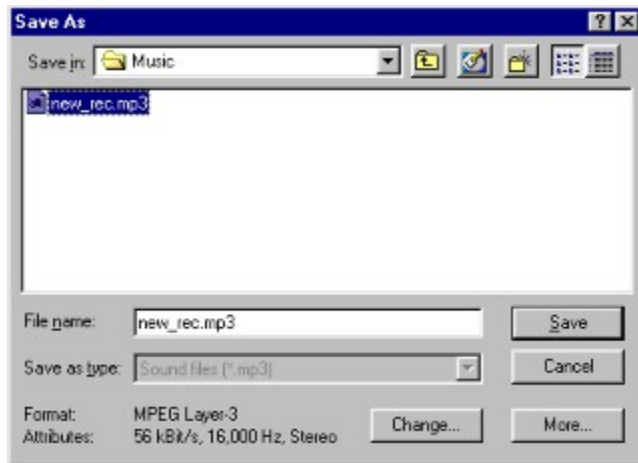 Save As
Save in: Music
new_rec.mp3
File name: new_rec.mp3 Save
Save as type: Sound files (*.mp3) Cancel
Format: MPEG Layer-3
Attributes: 56 kBit/s, 16,000 Hz, Stereo Change... More...